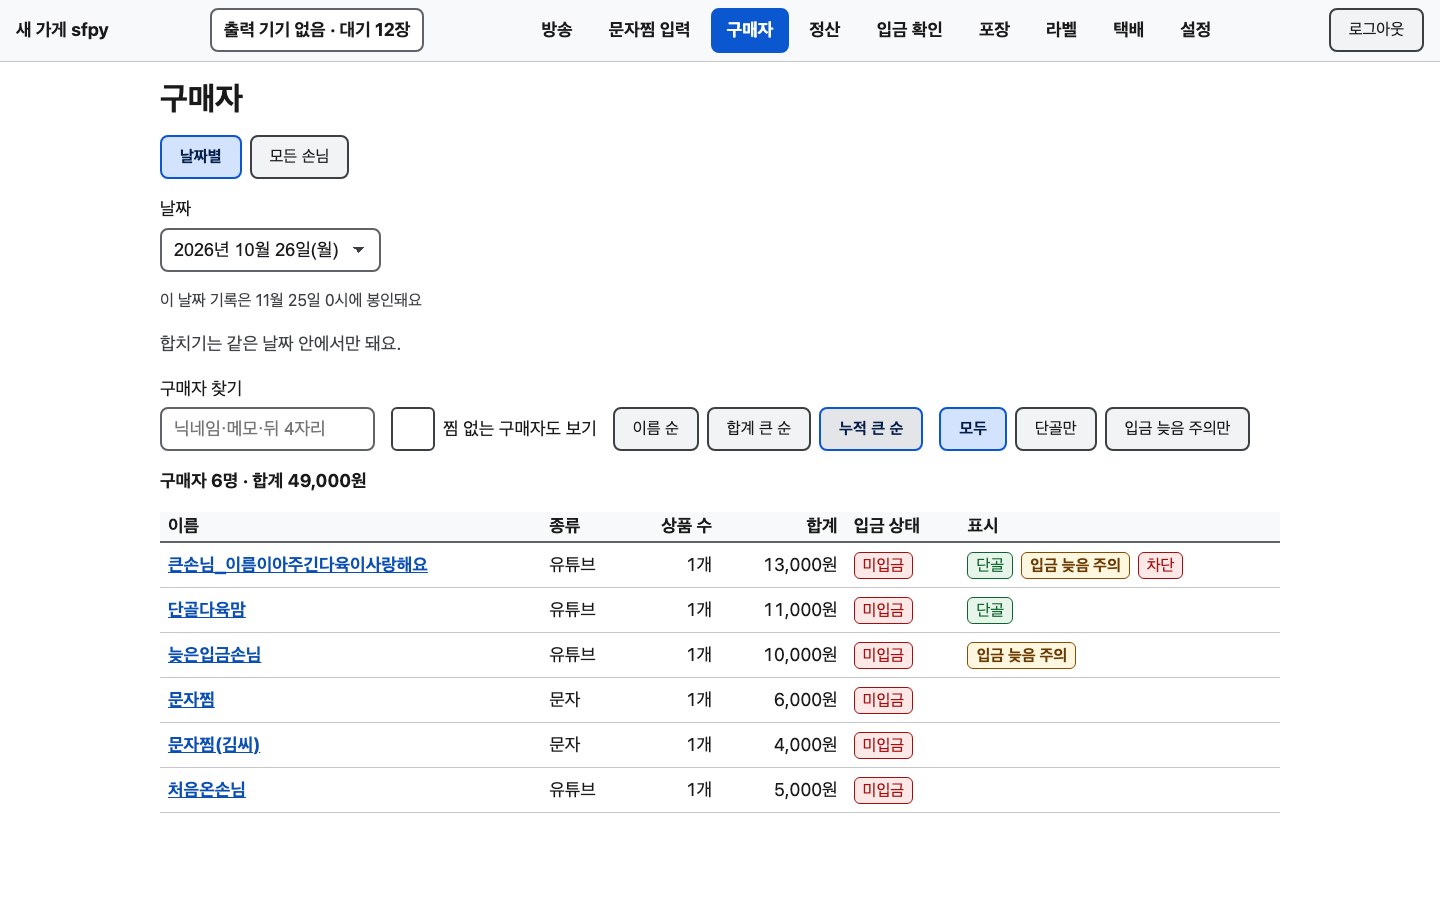 새 가게 sfpy 출력 기기 없음 · 대기 12장 방송 문자찜 입력 구매자 정산 입금 확인 포장 라벨 택배 설정 로그아웃
구매자
날짜별 모든 손님
날짜
2026년 10월 26일(월)
이 날짜 기록은 11월 25일 0시에 봉인돼요
합치기는 같은 날짜 안에서만 돼요.
구매자 찾기
닉네임·메모·뒤 4자리 찜 없는 구매자도 보기 이름 순 합계 큰 순 누적 큰 순 모두 단골만 입금 늦음 주의만
구매자 6명 · 합계 49,000원
이름 종류 상품 수 합계 입금 상태 표시
큰손님_이름이아주긴다육이사랑해요 유튜브 1개 13,000원 미입금 단골 입금 늦음 주의 차단
단골다육맘 유튜브 1개 11,000원 미입금 단골
늦은입금손님 유튜브 1개 10,000원 미입금 입금 늦음 주의
문자찜 문자 1개 6,000원 미입금
문자찜(김씨) 문자 1개 4,000원 미입금
처음온손님 유튜브 1개 5,000원 미입금